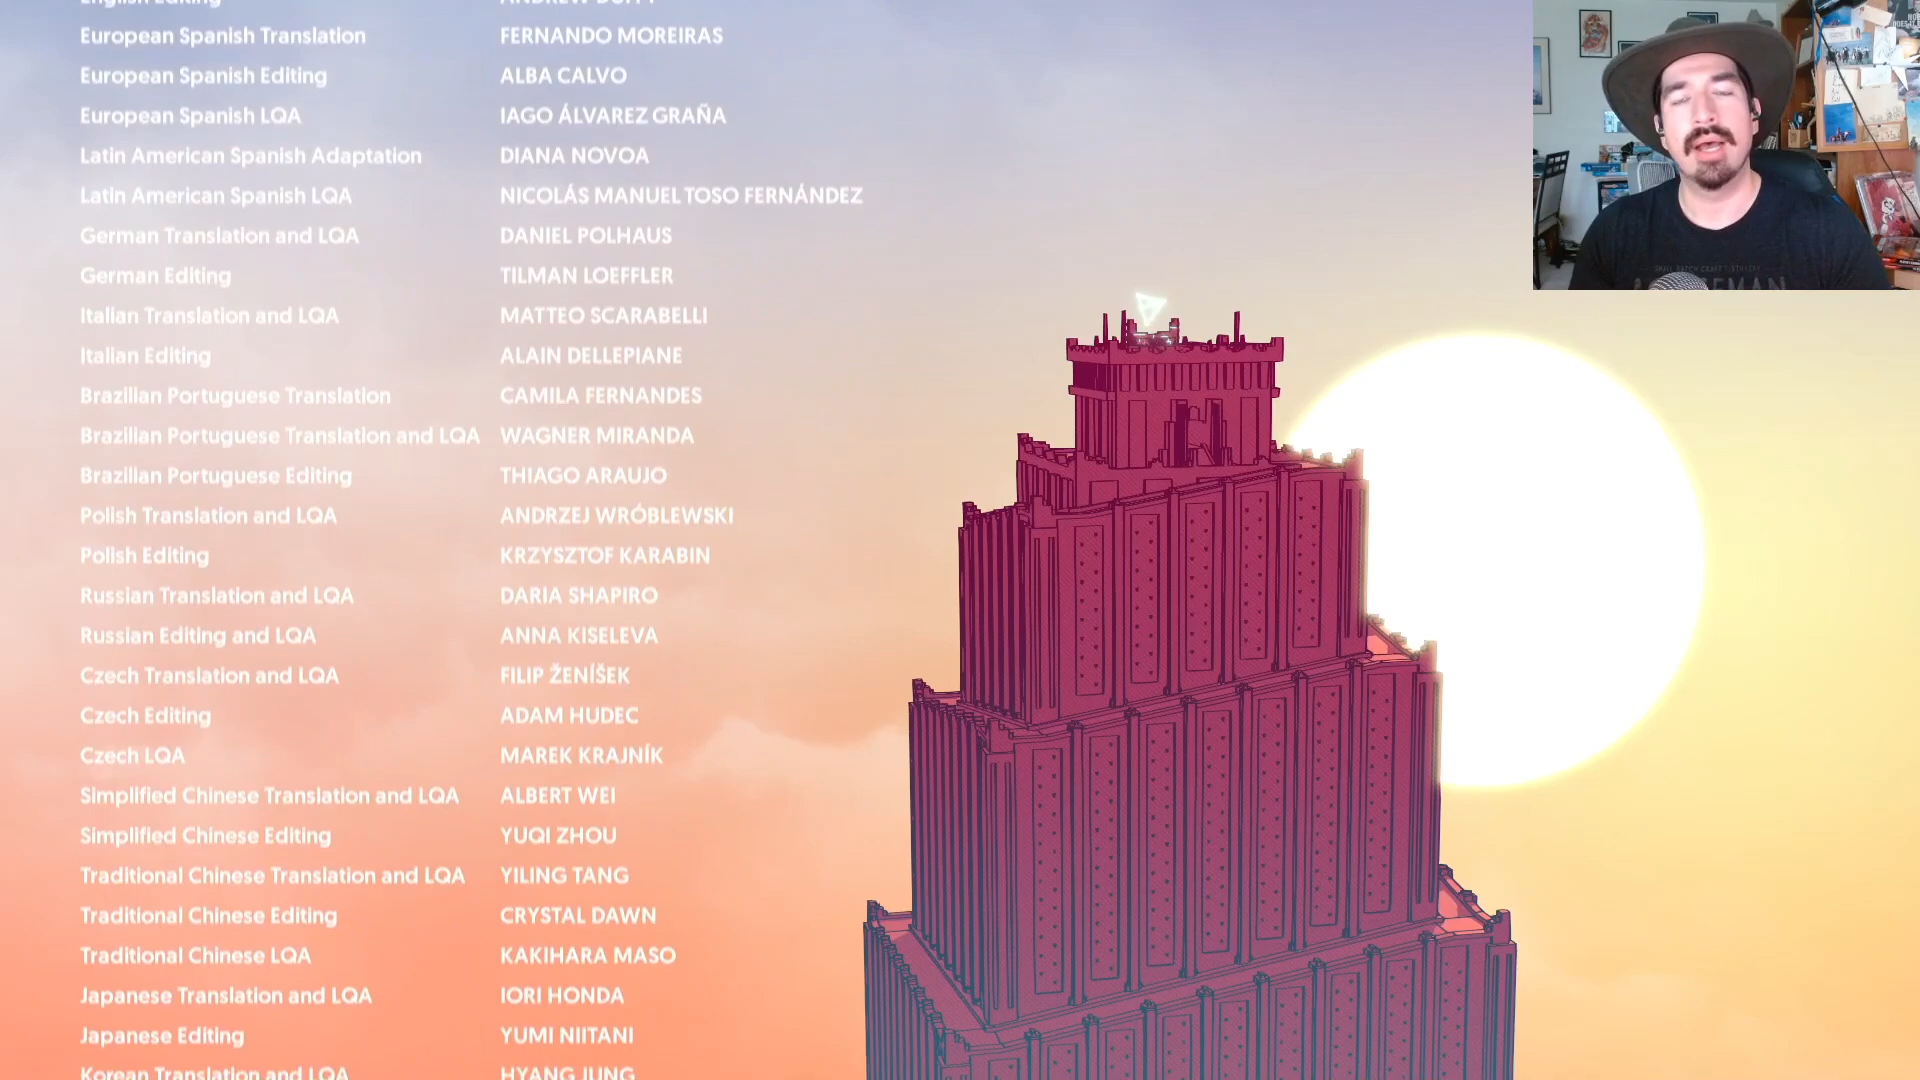 European Spanish Translation FERNANDO MOREIRAS
European Spanish Editing ALBA CALVO
European Spanish LQA IAGO ÁLVAREZ GRAÑA
Latin American Spanish Adaptation DIANA NOVOA
Latin American Spanish LQA NICOLÁS MANUEL TOSO FERNÁNDEZ
German Translation and LQA DANIEL POLHAUS
German Editing TILMAN LOEFFLER
Italian Translation and LQA MATTEO SCARABELLI
Italian Editing ALAIN DELLEPIANE
Brazilian Portuguese Translation CAMILA FERNANDES
Brazilian Portuguese Translation and LQA WAGNER MIRANDA
Brazilian Portuguese Editing THIAGO ARAUJO
Polish Translation and LQA ANDRZEJ WRÓBLEWSKI
Polish Editing KRZYSZTOF KARABIN
Russian Translation and LQA DARIA SHAPIRO
Russian Editing and LQA ANNA KISELEVA
Czech Translation and LQA FILIP ŽENÍŠEK
Czech Editing ADAM HUDEC
Czech LQA MAREK KRAJNÍK
Simplified Chinese Translation and LQA ALBERT WEI
Simplified Chinese Editing YUQI ZHOU
Traditional Chinese Translation and LQA YILING TANG
Traditional Chinese Editing CRYSTAL DAWN
Traditional Chinese LQA KAKIHARA MASO
Japanese Translation and LQA IORI HONDA
Japanese Editing YUMI NIITANI
Korean Translation and LQA HYANG JUNG